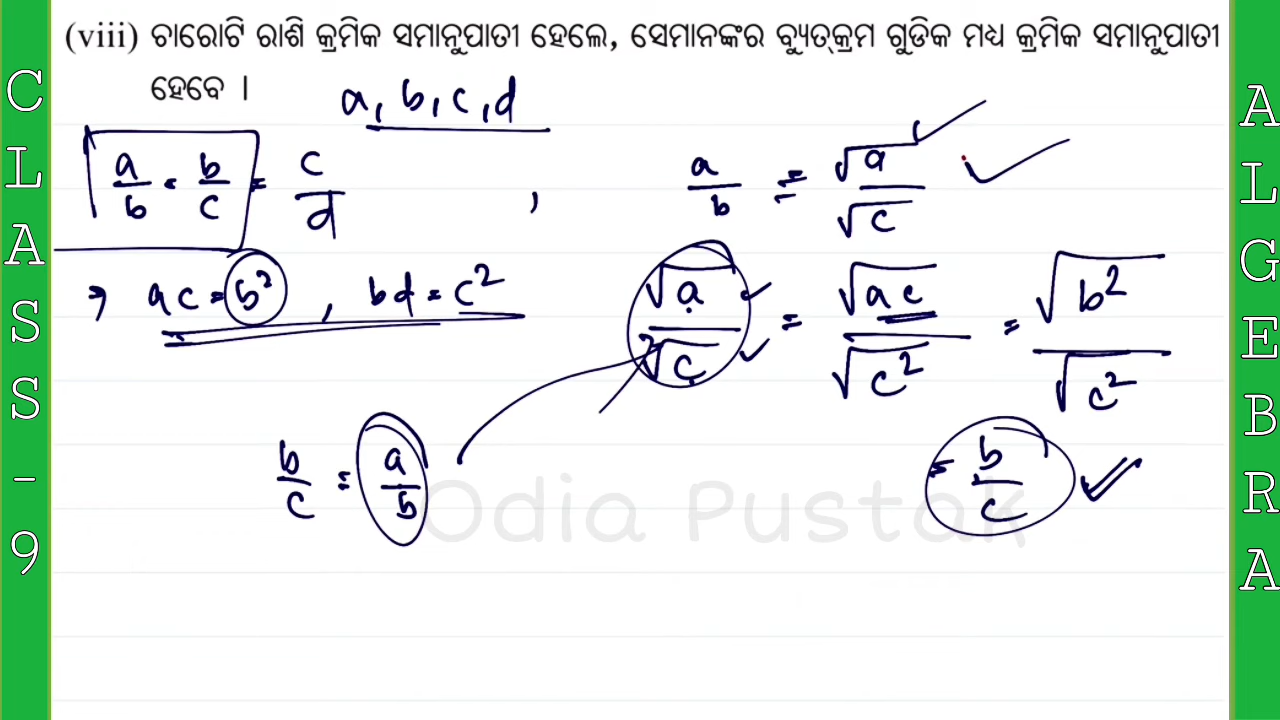 (viii) ଚାରୋଟି ରାଶି କ୍ରମିକ ସମାନୁପାତୀ ହେଲେ, ସେମାନଙ୍କର ବ୍ୟୁତ୍କ୍ରମ ଗୁଡିକ ମଧ୍ୟ କ୍ରମିକ ସମାନୁପାତୀ
ହେବେ ।
a, b, c, d
a/b = b/c = c/d , a/b = √a/√c
⇒ ac = b² , bd = c²
√a/√c = √ac/√c² = √b²/√c²
b/c = a/b
= b/c
Odia Pustak
CLASS-9
ALGEBRA